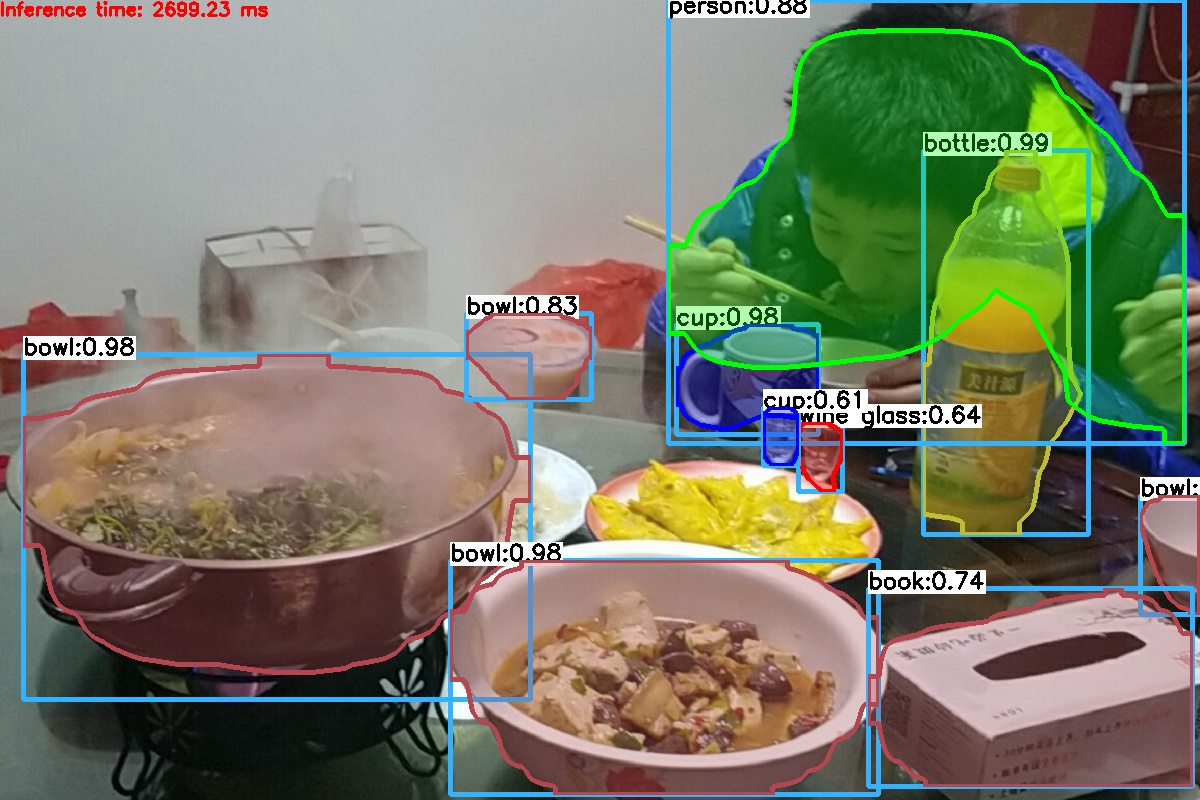 Inference time: 2699.23 ms
person:0.88
bottle:0.99
bowl:0.83
cup:0.98
bowl:0.98
cup:0.61
wine glass:0.64
bowl:
bowl:0.98
book:0.74
美汁源